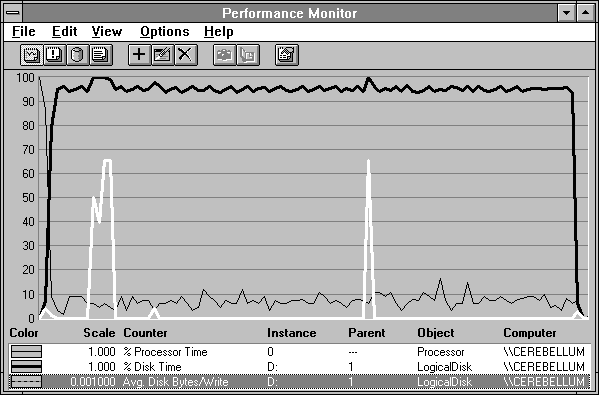 Performance Monitor
File Edit View Options Help
100
90
80
70
60
50
40
30
20
10
0
Color Scale Counter Instance Parent Object Computer
1.000 % Processor Time 0 --- Processor \\CEREBELLUM
1.000 % Disk Time D: 1 LogicalDisk \\CEREBELLUM
0.001000 Avg. Disk Bytes/Write D: 1 LogicalDisk \\CEREBELLUM